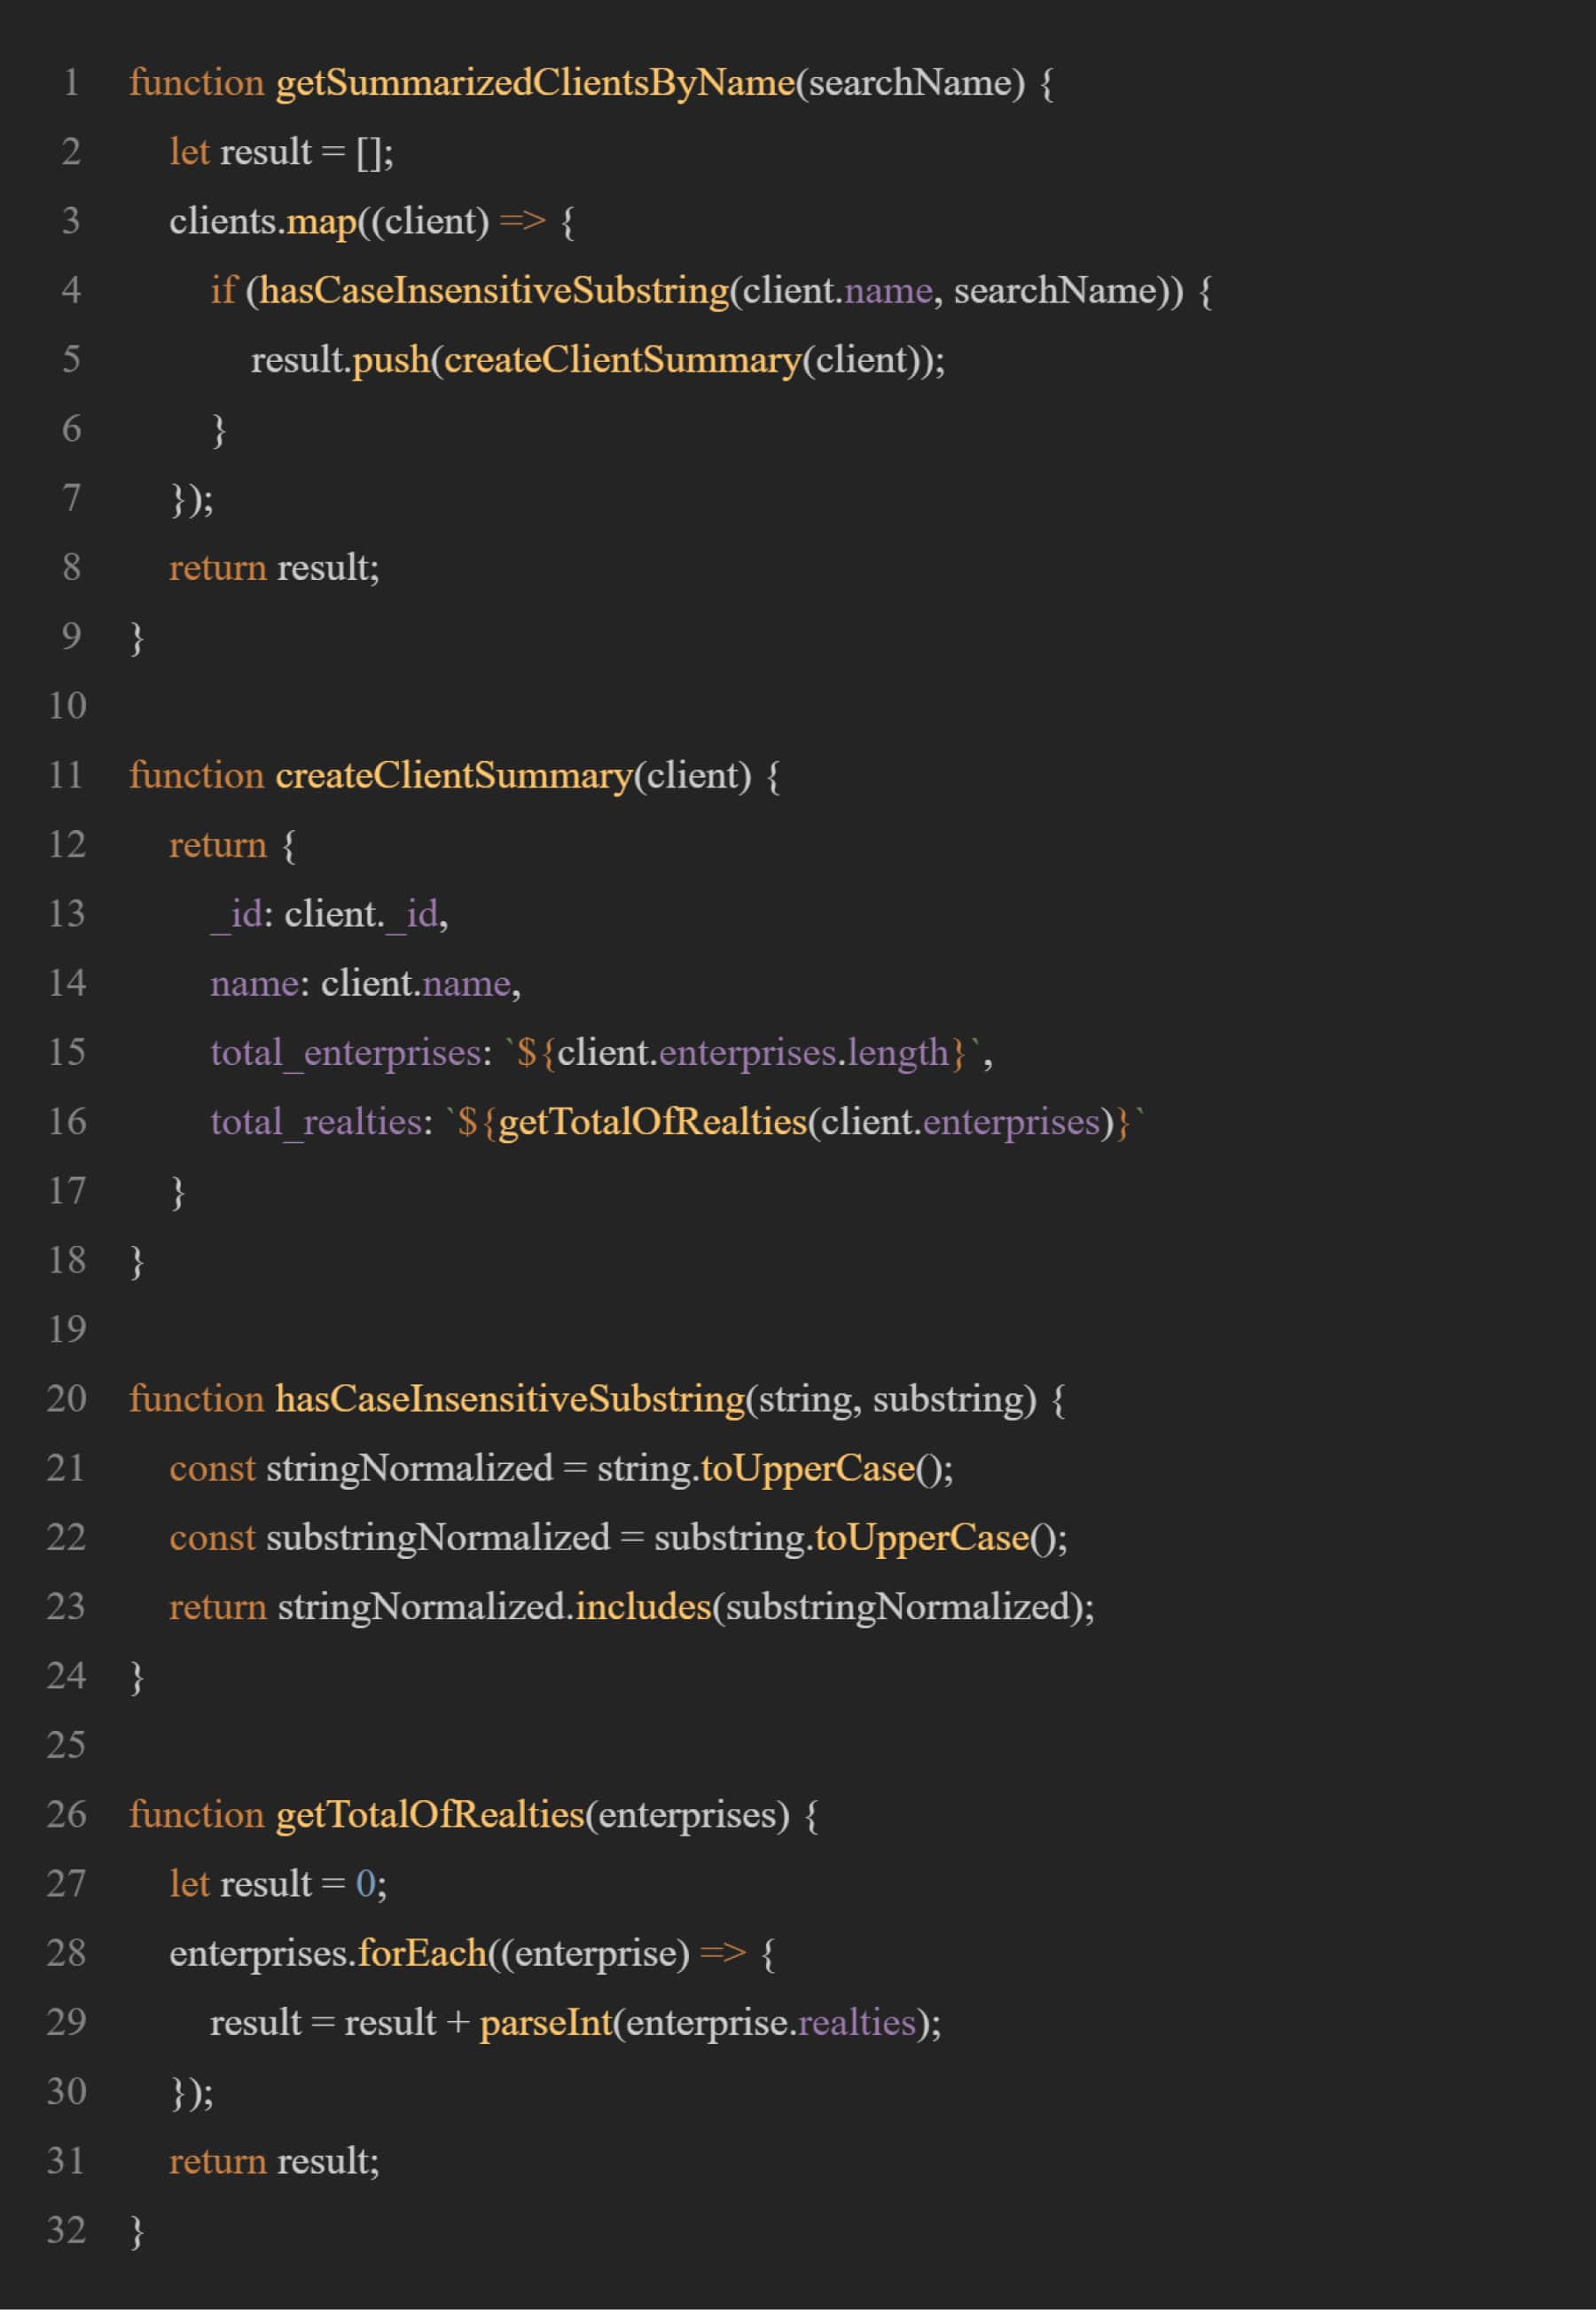 1 function getSummarizedClientsByName(searchName) {
2 let result = [];
3 clients.map((client) => {
4 if (hasCaseInsensitiveSubstring(client.name, searchName)) {
5 result.push(createClientSummary(client));
6 }
7 });
8 return result;
9 }
10
11 function createClientSummary(client) {
12 return {
13 _id: client._id,
14 name: client.name,
15 total_enterprises: `${client.enterprises.length}`,
16 total_realties: `${getTotalOfRealties(client.enterprises)}`
17 }
18 }
19
20 function hasCaseInsensitiveSubstring(string, substring) {
21 const stringNormalized = string.toUpperCase();
22 const substringNormalized = substring.toUpperCase();
23 return stringNormalized.includes(substringNormalized);
24 }
25
26 function getTotalOfRealties(enterprises) {
27 let result = 0;
28 enterprises.forEach((enterprise) => {
29 result = result + parseInt(enterprise.realties);
30 });
31 return result;
32 }